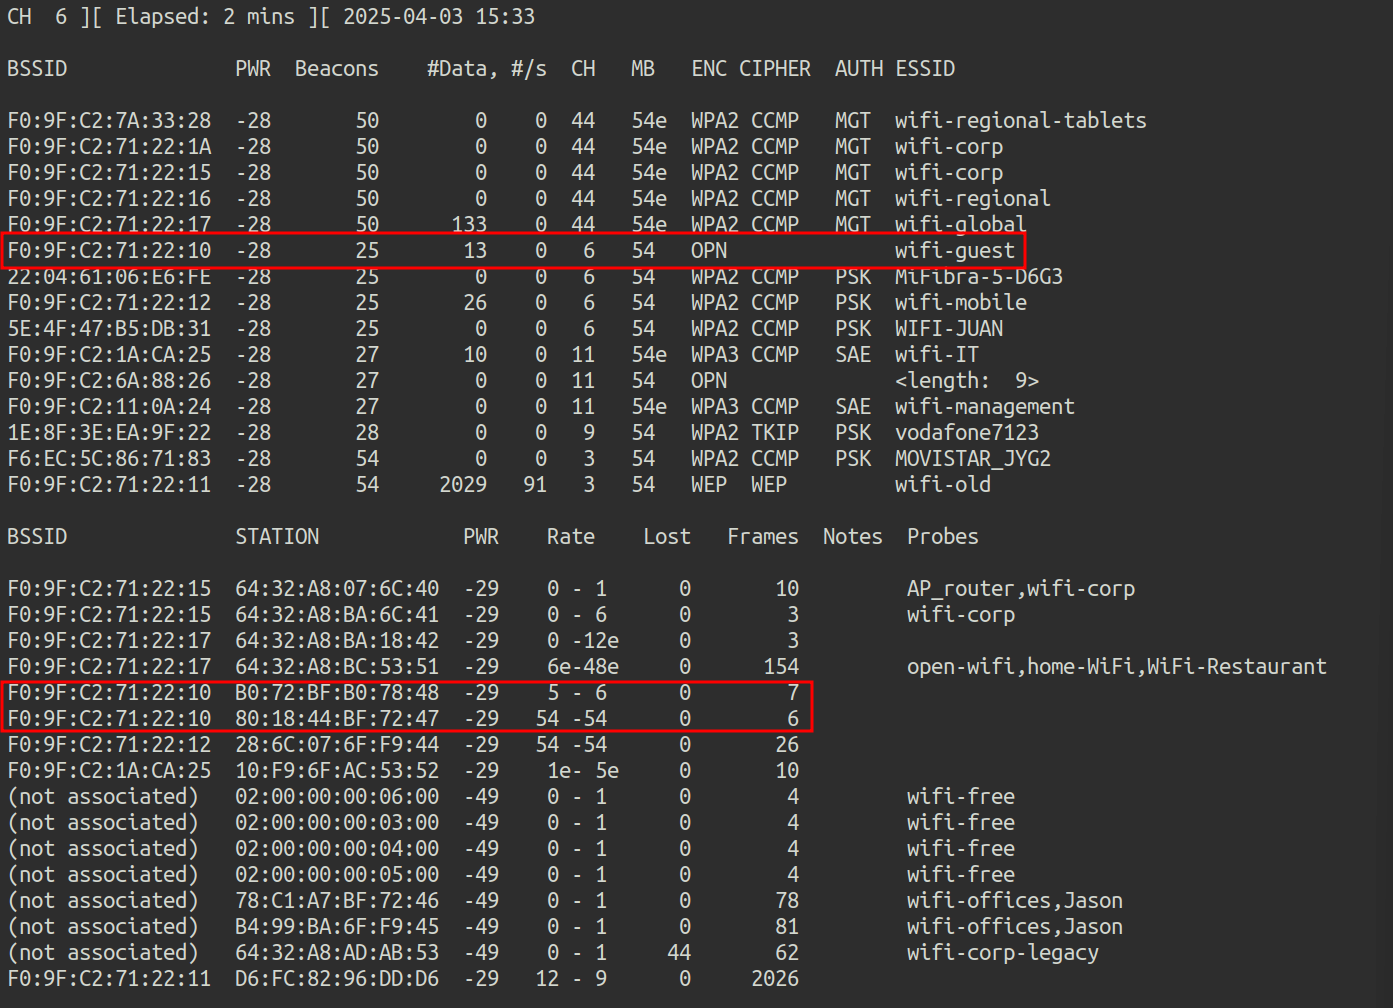 CH  6 ][ Elapsed: 2 mins ][ 2025-04-03 15:33
BSSID              PWR  Beacons    #Data, #/s  CH   MB   ENC CIPHER  AUTH ESSID
F0:9F:C2:7A:33:28  -28       50        0    0  44   54e  WPA2 CCMP   MGT  wifi-regional-tablets
F0:9F:C2:71:22:1A  -28       50        0    0  44   54e  WPA2 CCMP   MGT  wifi-corp
F0:9F:C2:71:22:15  -28       50        0    0  44   54e  WPA2 CCMP   MGT  wifi-corp
F0:9F:C2:71:22:16  -28       50        0    0  44   54e  WPA2 CCMP   MGT  wifi-regional
F0:9F:C2:71:22:17  -28       50      133    0  44   54e  WPA2 CCMP   MGT  wifi-global
F0:9F:C2:71:22:10  -28       25       13    0   6   54   OPN              wifi-guest
22:04:61:06:E6:FE  -28       25        0    0   6   54   WPA2 CCMP   PSK  MiFibra-5-D6G3
F0:9F:C2:71:22:12  -28       25       26    0   6   54   WPA2 CCMP   PSK  wifi-mobile
5E:4F:47:B5:DB:31  -28       25        0    0   6   54   WPA2 CCMP   PSK  WIFI-JUAN
F0:9F:C2:1A:CA:25  -28       27       10    0  11   54e  WPA3 CCMP   SAE  wifi-IT
F0:9F:C2:6A:88:26  -28       27        0    0  11   54   OPN              <length:  9>
F0:9F:C2:11:0A:24  -28       27        0    0  11   54e  WPA3 CCMP   SAE  wifi-management
1E:8F:3E:EA:9F:22  -28       28        0    0   9   54   WPA2 TKIP   PSK  vodafone7123
F6:EC:5C:86:71:83  -28       54        0    0   3   54   WPA2 CCMP   PSK  MOVISTAR_JYG2
F0:9F:C2:71:22:11  -28       54     2029   91   3   54   WEP  WEP         wifi-old
BSSID              STATION            PWR    Rate    Lost   Frames  Notes  Probes
F0:9F:C2:71:22:15  64:32:A8:07:6C:40  -29    0 - 1      0       10         AP_router,wifi-corp
F0:9F:C2:71:22:15  64:32:A8:BA:6C:41  -29    0 - 6      0        3         wifi-corp
F0:9F:C2:71:22:17  64:32:A8:BA:18:42  -29    0 -12e     0        3
F0:9F:C2:71:22:17  64:32:A8:BC:53:51  -29    6e-48e     0      154         open-wifi,home-WiFi,WiFi-Restaurant
F0:9F:C2:71:22:10  B0:72:BF:B0:78:48  -29    5 - 6      0        7
F0:9F:C2:71:22:10  80:18:44:BF:72:47  -29   54 -54      0        6
F0:9F:C2:71:22:12  28:6C:07:6F:F9:44  -29   54 -54      0       26
F0:9F:C2:1A:CA:25  10:F9:6F:AC:53:52  -29    1e- 5e     0       10
(not associated)   02:00:00:00:06:00  -49    0 - 1      0        4         wifi-free
(not associated)   02:00:00:00:03:00  -49    0 - 1      0        4         wifi-free
(not associated)   02:00:00:00:04:00  -49    0 - 1      0        4         wifi-free
(not associated)   02:00:00:00:05:00  -49    0 - 1      0        4         wifi-free
(not associated)   78:C1:A7:BF:72:46  -49    0 - 1      0       78         wifi-offices,Jason
(not associated)   B4:99:BA:6F:F9:45  -49    0 - 1      0       81         wifi-offices,Jason
(not associated)   64:32:A8:AD:AB:53  -49    0 - 1     44       62         wifi-corp-legacy
F0:9F:C2:71:22:11  D6:FC:82:96:DD:D6  -29   12 - 9      0     2026